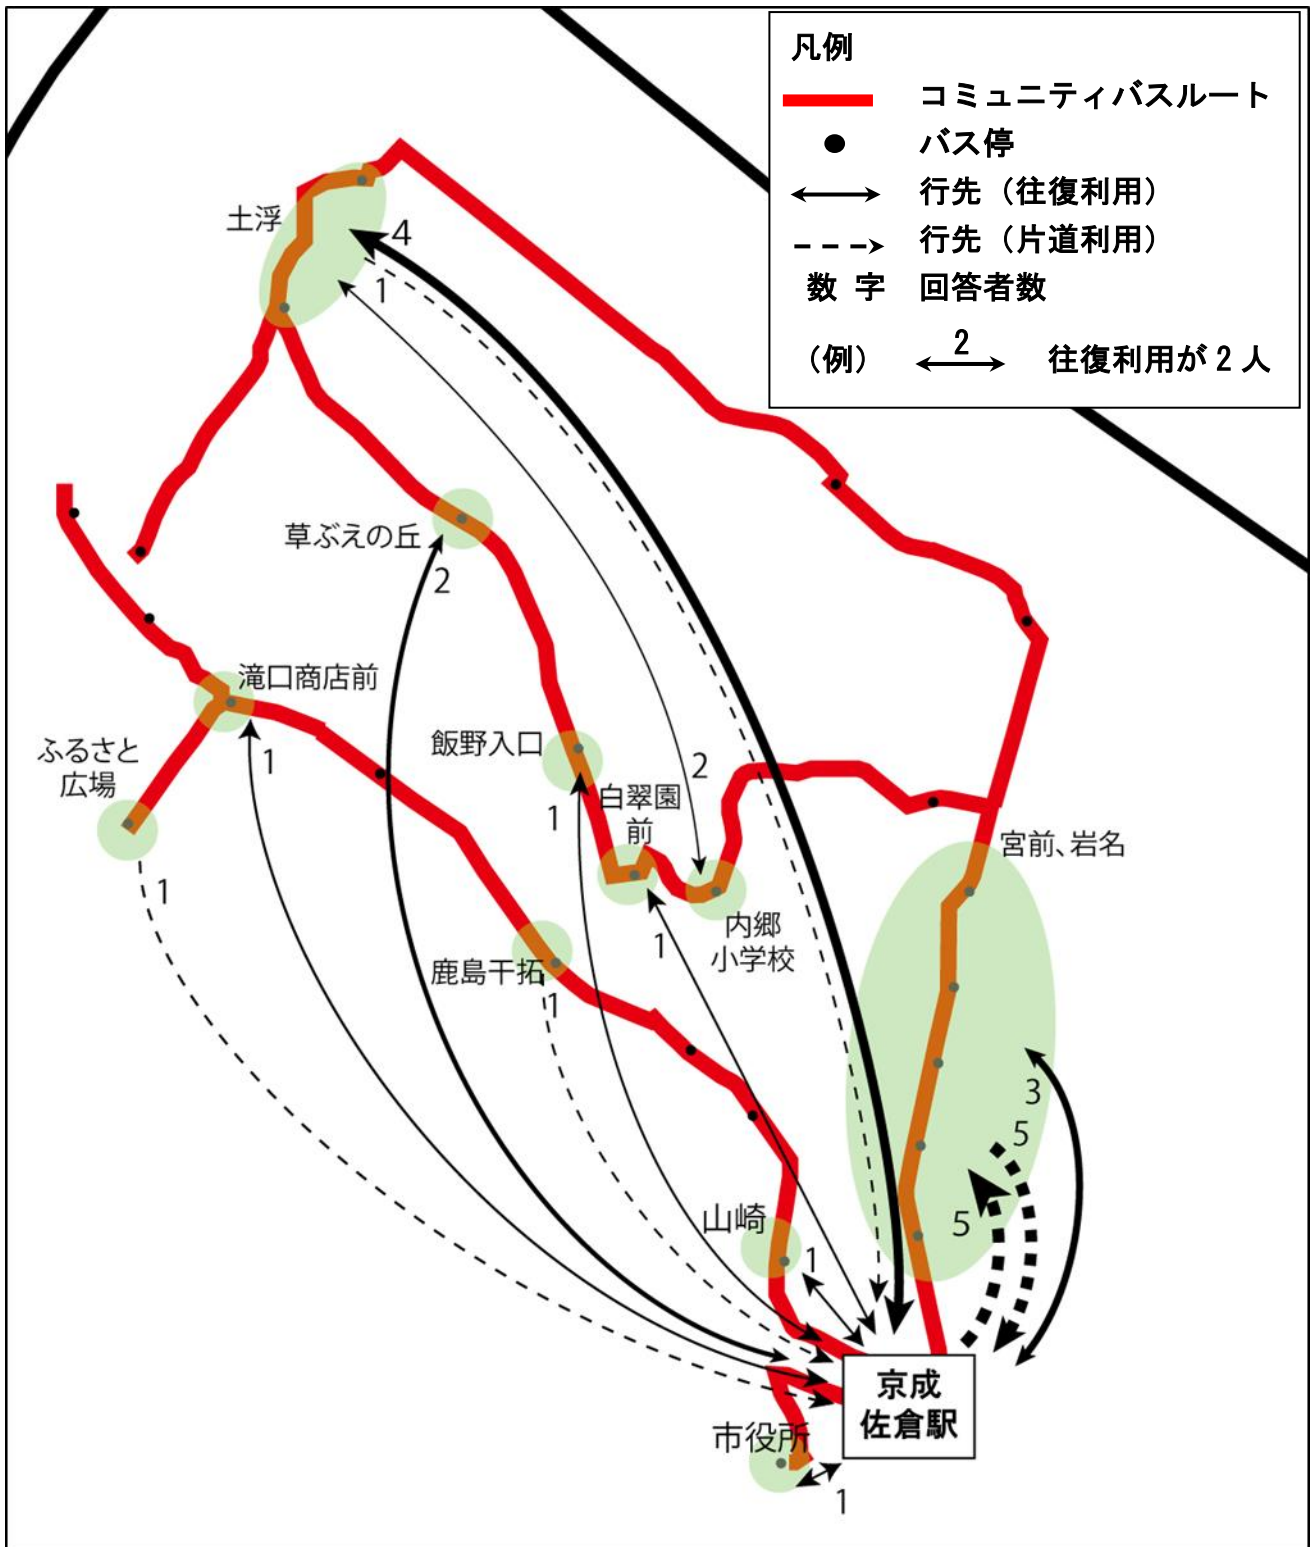 凡例
コミュニティバスルート
バス停
行先（往復利用）
行先（片道利用）
数 字 回答者数
2
（例） 往復利用が２人
土浮
4
1
草ぶえの丘
2
滝口商店前
1
ふるさと
広場
1
飯野入口
1
白翠園
前
1
2
内郷
小学校
宮前、岩名
3
5
5
鹿島干拓
1
山崎
1
京成
佐倉駅
市役所
1